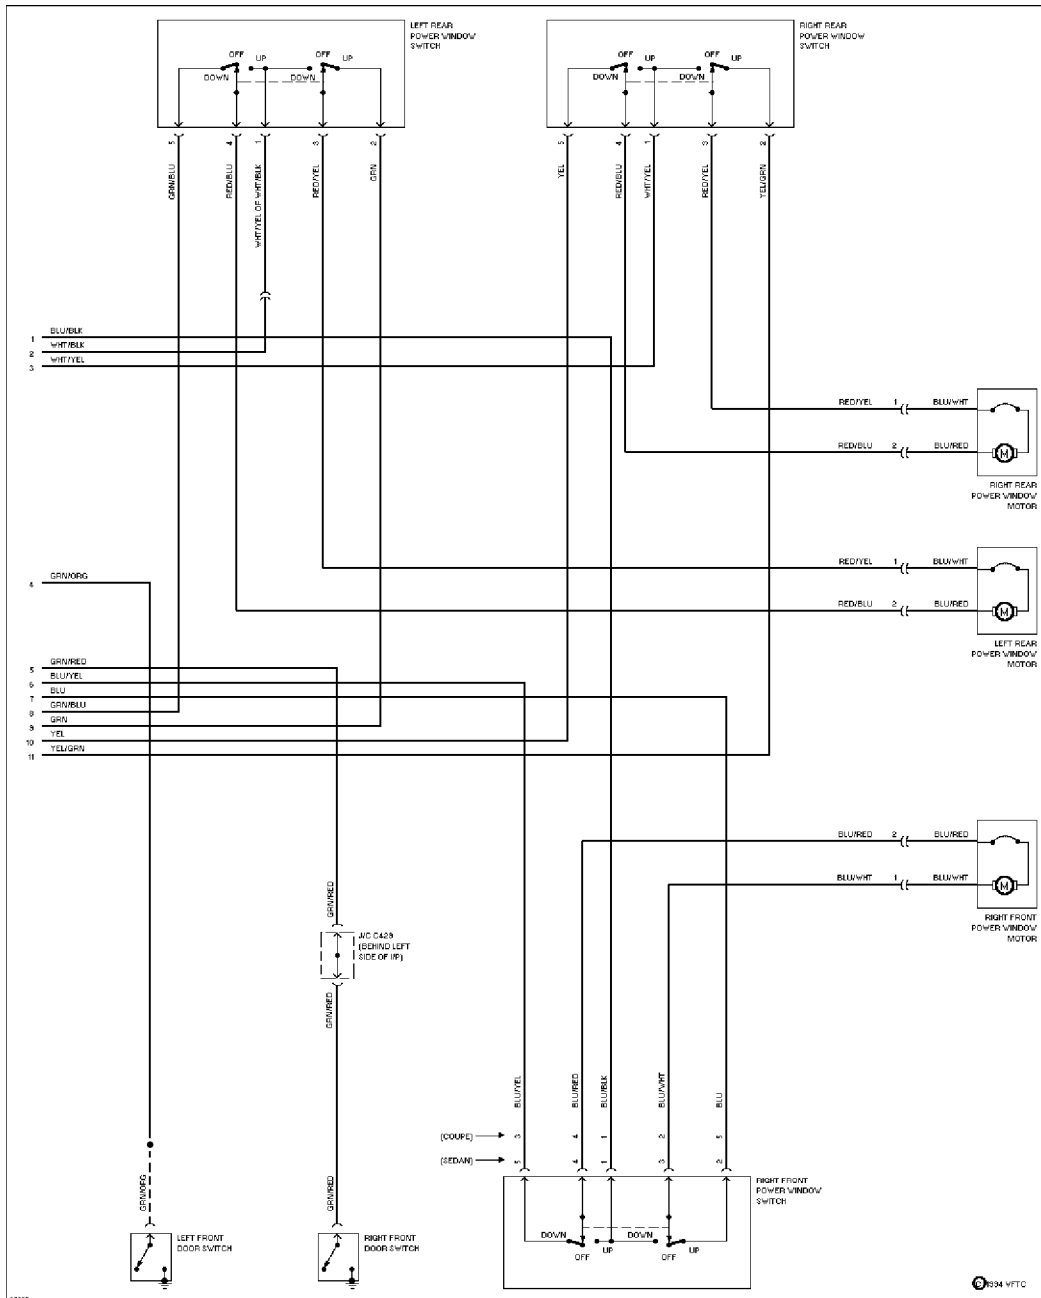 LEFT REAR
POWER WINDOW
SWITCH
RIGHT REAR
POWER WINDOW
SWITCH
OFF
UP
OFF
UP
DOWN
DOWN
OFF
UP
OFF
UP
DOWN
DOWN
5
4
1
3
2
5
4
1
3
2
GRN/BLU
RED/BLU
WHT/YEL OF WHT/BLK
RED/YEL
GRN
YEL
RED/BLU
WHT/YEL
RED/YEL
YEL/GRN
1 BLU/BLK
2 WHT/BLK
3 WHT/YEL
RED/YEL 1 BLU/WHT
RED/BLU 2 BLU/RED
M
RIGHT REAR
POWER WINDOW
MOTOR
RED/YEL 1 BLU/WHT
4 GRN/ORG
RED/BLU 2 BLU/RED
M
LEFT REAR
POWER WINDOW
MOTOR
5 GRN/RED
6 BLU/YEL
7 BLU
8 GRN/BLU
9 GRN
10 YEL
11 YEL/GRN
BLU/RED 2 BLU/RED
BLU/WHT 1 BLU/WHT
M
RIGHT FRONT
POWER WINDOW
MOTOR
GRN/RED
J/C C429
(BEHIND LEFT
SIDE OF I/P)
GRN/RED
BLU/YEL
BLU/RED
BLU/BLK
BLU/WHT
BLU
(COUPE) 3 4 1 2 5
(SEDAN) 5 4 1 3 2
GRN/ORG
GRN/RED
RIGHT FRONT
POWER WINDOW
SWITCH
LEFT FRONT
DOOR SWITCH
RIGHT FRONT
DOOR SWITCH
DOWN
UP
DOWN
UP
OFF
OFF
© 1994 VFTC